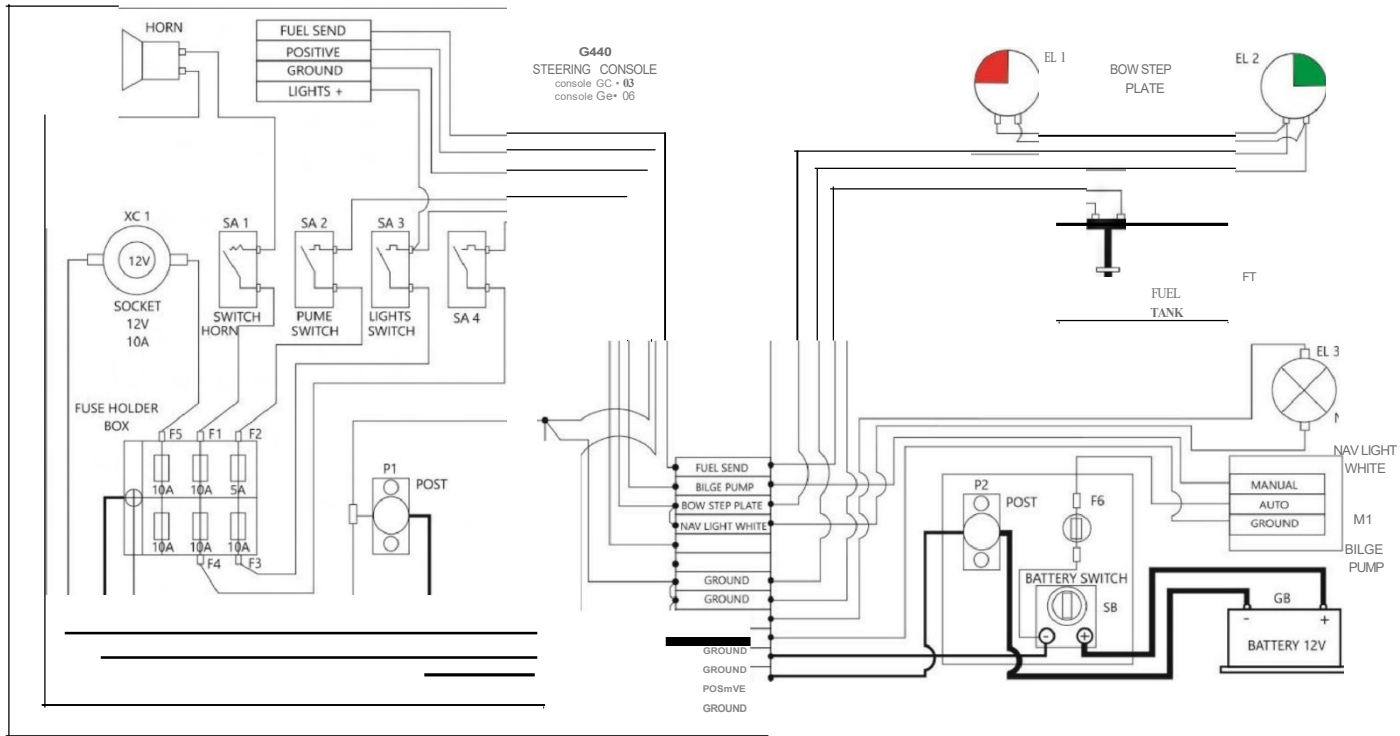 HORN
FUEL SEND
POSITIVE
GROUND
LIGHTS +
G440
STEERING CONSOLE
console GC • 03
console Ge• 06
EL 1
BOW STEP
PLATE
EL 2
XC 1
12V
SOCKET
12V
10A
SA 1
SWITCH
HORN
SA 2
PUME
SWITCH
SA 3
LIGHTS
SWITCH
SA 4
FT
FUEL
TANK
EL 3
N
NAV LIGHT
WHITE
FUSE HOLDER
BOX
F5
F1
F2
10A
10A
5A
10A
10A
10A
F4
F3
P1
POST
FUEL SEND
BILGE PUMP
BOW STEP PLATE
NAV LIGHT WHITE
GROUND
GROUND
GROUND
GROUND
POSmVE
GROUND
P2
POST
F6
BATTERY SWITCH
SB
-
+
MANUAL
AUTO
GROUND
M1
BILGE
PUMP
GB
-
+
BATTERY 12V